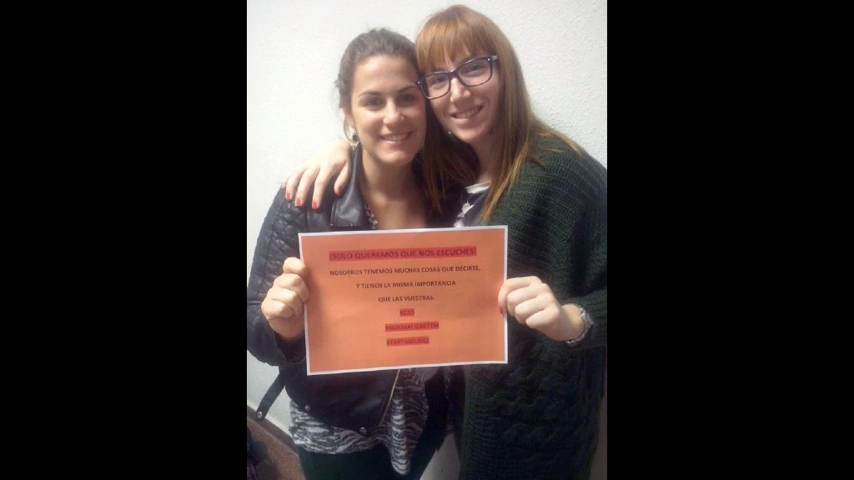 ¡SOLO QUEREMOS QUE NOS ESCUCHES!
NOSOTROS TENEMOS MUCHAS COSAS QUE DECIRTE,
Y TIENEN LA MISMA IMPORTANCIA
QUE LAS VUESTRAS.